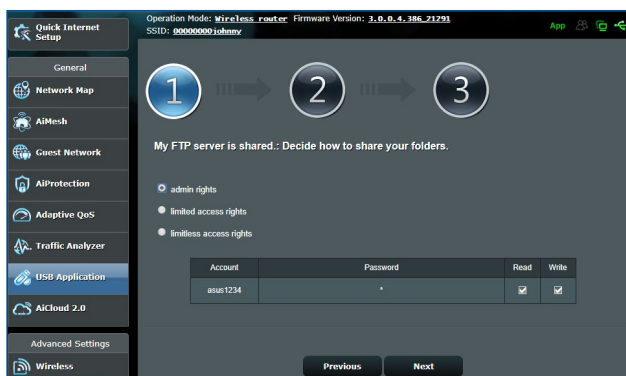 Quick Internet
Setup
Operation Mode: Wireless router Firmware Version: 3.0.0.4.386_21291
SSID: 00000000johnny
App
General
Network Map
AiMesh
Guest Network
AiProtection
Adaptive QoS
Traffic Analyzer
USB Application
AiCloud 2.0
Advanced Settings
Wireless
1
2
3
My FTP server is shared.: Decide how to share your folders.
admin rights
limited access rights
limitless access rights
Account Password Read Write
asus1234 *
Previous Next